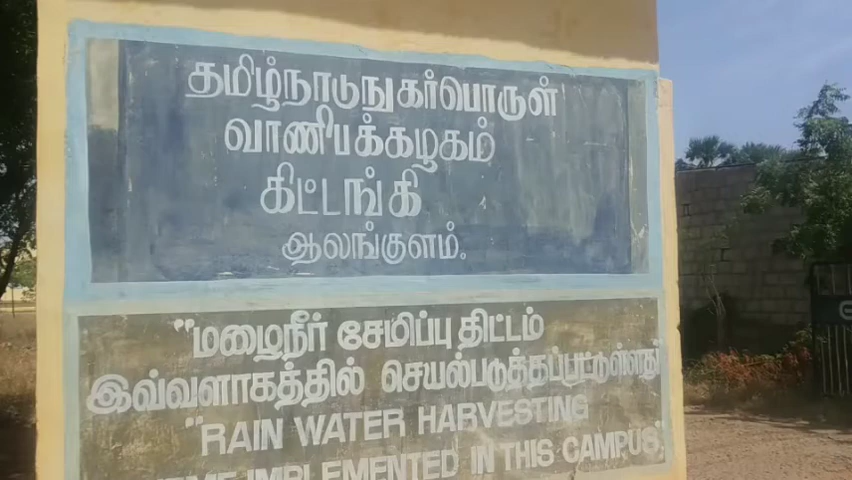 தமிழ்நாடுநுகர்பொருள்
வாணிபக்கழகம்
கிட்டங்கி
ஆலங்குளம்.
"மழைநீர் சேமிப்பு திட்டம்
இவ்வளாகத்தில் செயல்படுத்தப்பட்டுள்ளது"
"RAIN WATER HARVESTING
IMPLEMENTED IN THIS CAMPUS"